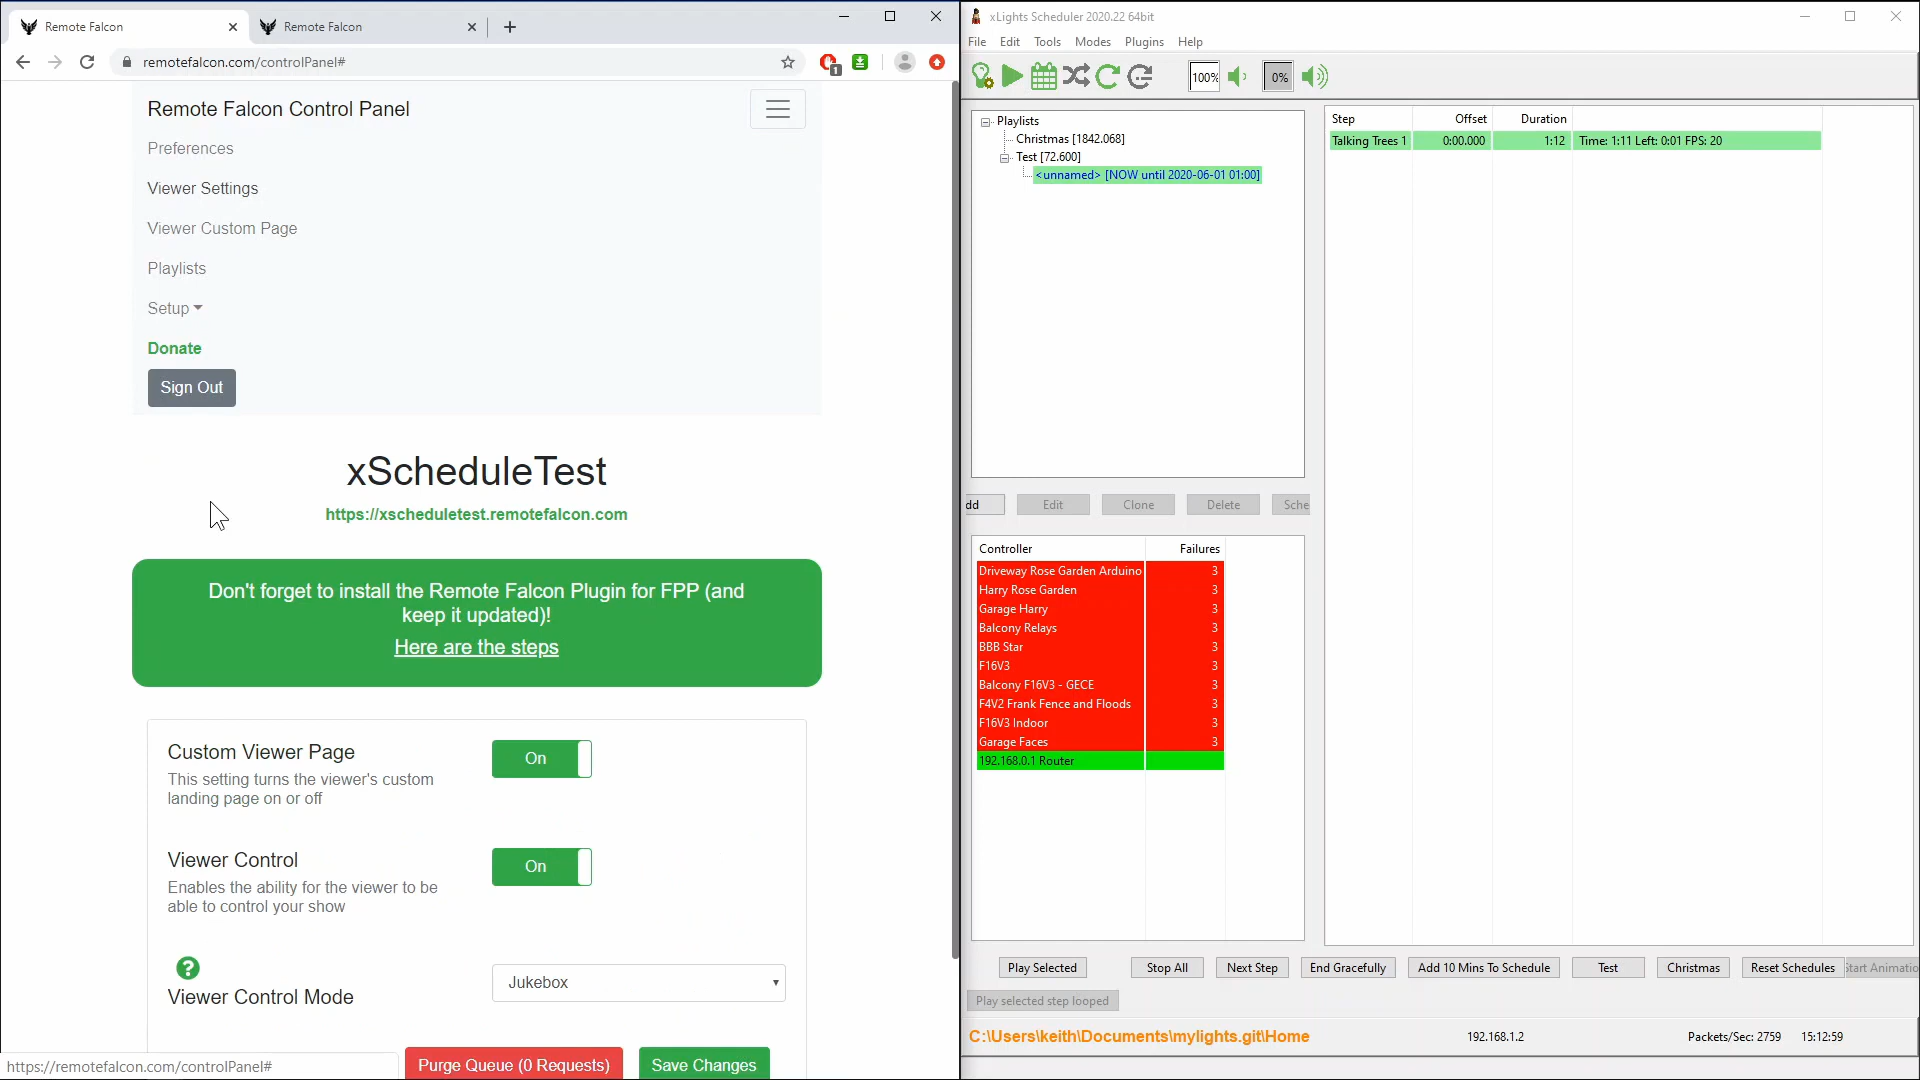 Remote Falcon
Remote Falcon
remotefalcon.com/controlPanel#
1
Remote Falcon Control Panel
Preferences
Viewer Settings
Viewer Custom Page
Playlists
Setup
Donate
Sign Out
xScheduleTest
https://xscheduletest.remotefalcon.com
Don't forget to install the Remote Falcon Plugin for FPP (and
keep it updated)!
Here are the steps
Custom Viewer Page
On
This setting turns the viewer's custom
landing page on or off
Viewer Control
On
Enables the ability for the viewer to be
able to control your show
?
Viewer Control Mode
Jukebox
Purge Queue (0 Requests)
Save Changes
https://remotefalcon.com/controlPanel#
xLights Scheduler 2020.22 64bit
File Edit Tools Modes Plugins Help
100% 0%
Playlists
Christmas [1842.068]
Test [72.600]
<unnamed> [NOW until 2020-06-01 01:00]
Step Offset Duration
Talking Trees 1 0:00.000 1:12 Time: 1:11 Left: 0:01 FPS: 20
dd Edit Clone Delete Sche
Controller Failures
Driveway Rose Garden Arduino 3
Harry Rose Garden 3
Garage Harry 3
Balcony Relays 3
BBB Star 3
F16V3 3
Balcony F16V3 - GECE 3
F4V2 Frank Fence and Floods 3
F16V3 Indoor 3
Garage Faces 3
192.168.0.1 Router
Play Selected Stop All Next Step End Gracefully Add 10 Mins To Schedule Test Christmas Reset Schedules Start Animatio
Play selected step looped
C:\Users\keith\Documents\mylights.git\Home 192.168.1.2 Packets/Sec: 2759 15:12:59